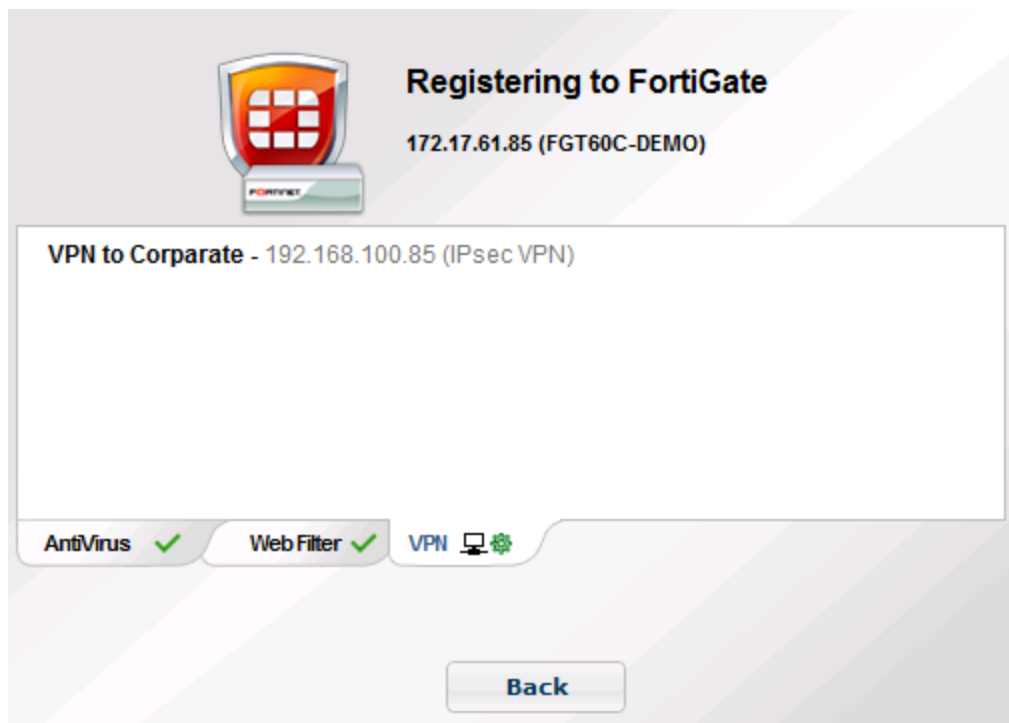 Registering to FortiGate
172.17.61.85 (FGT60C-DEMO)
FORTINET
VPN to Corparate - 192.168.100.85 (IPsec VPN)
AntiVirus
Web Filter
VPN
Back